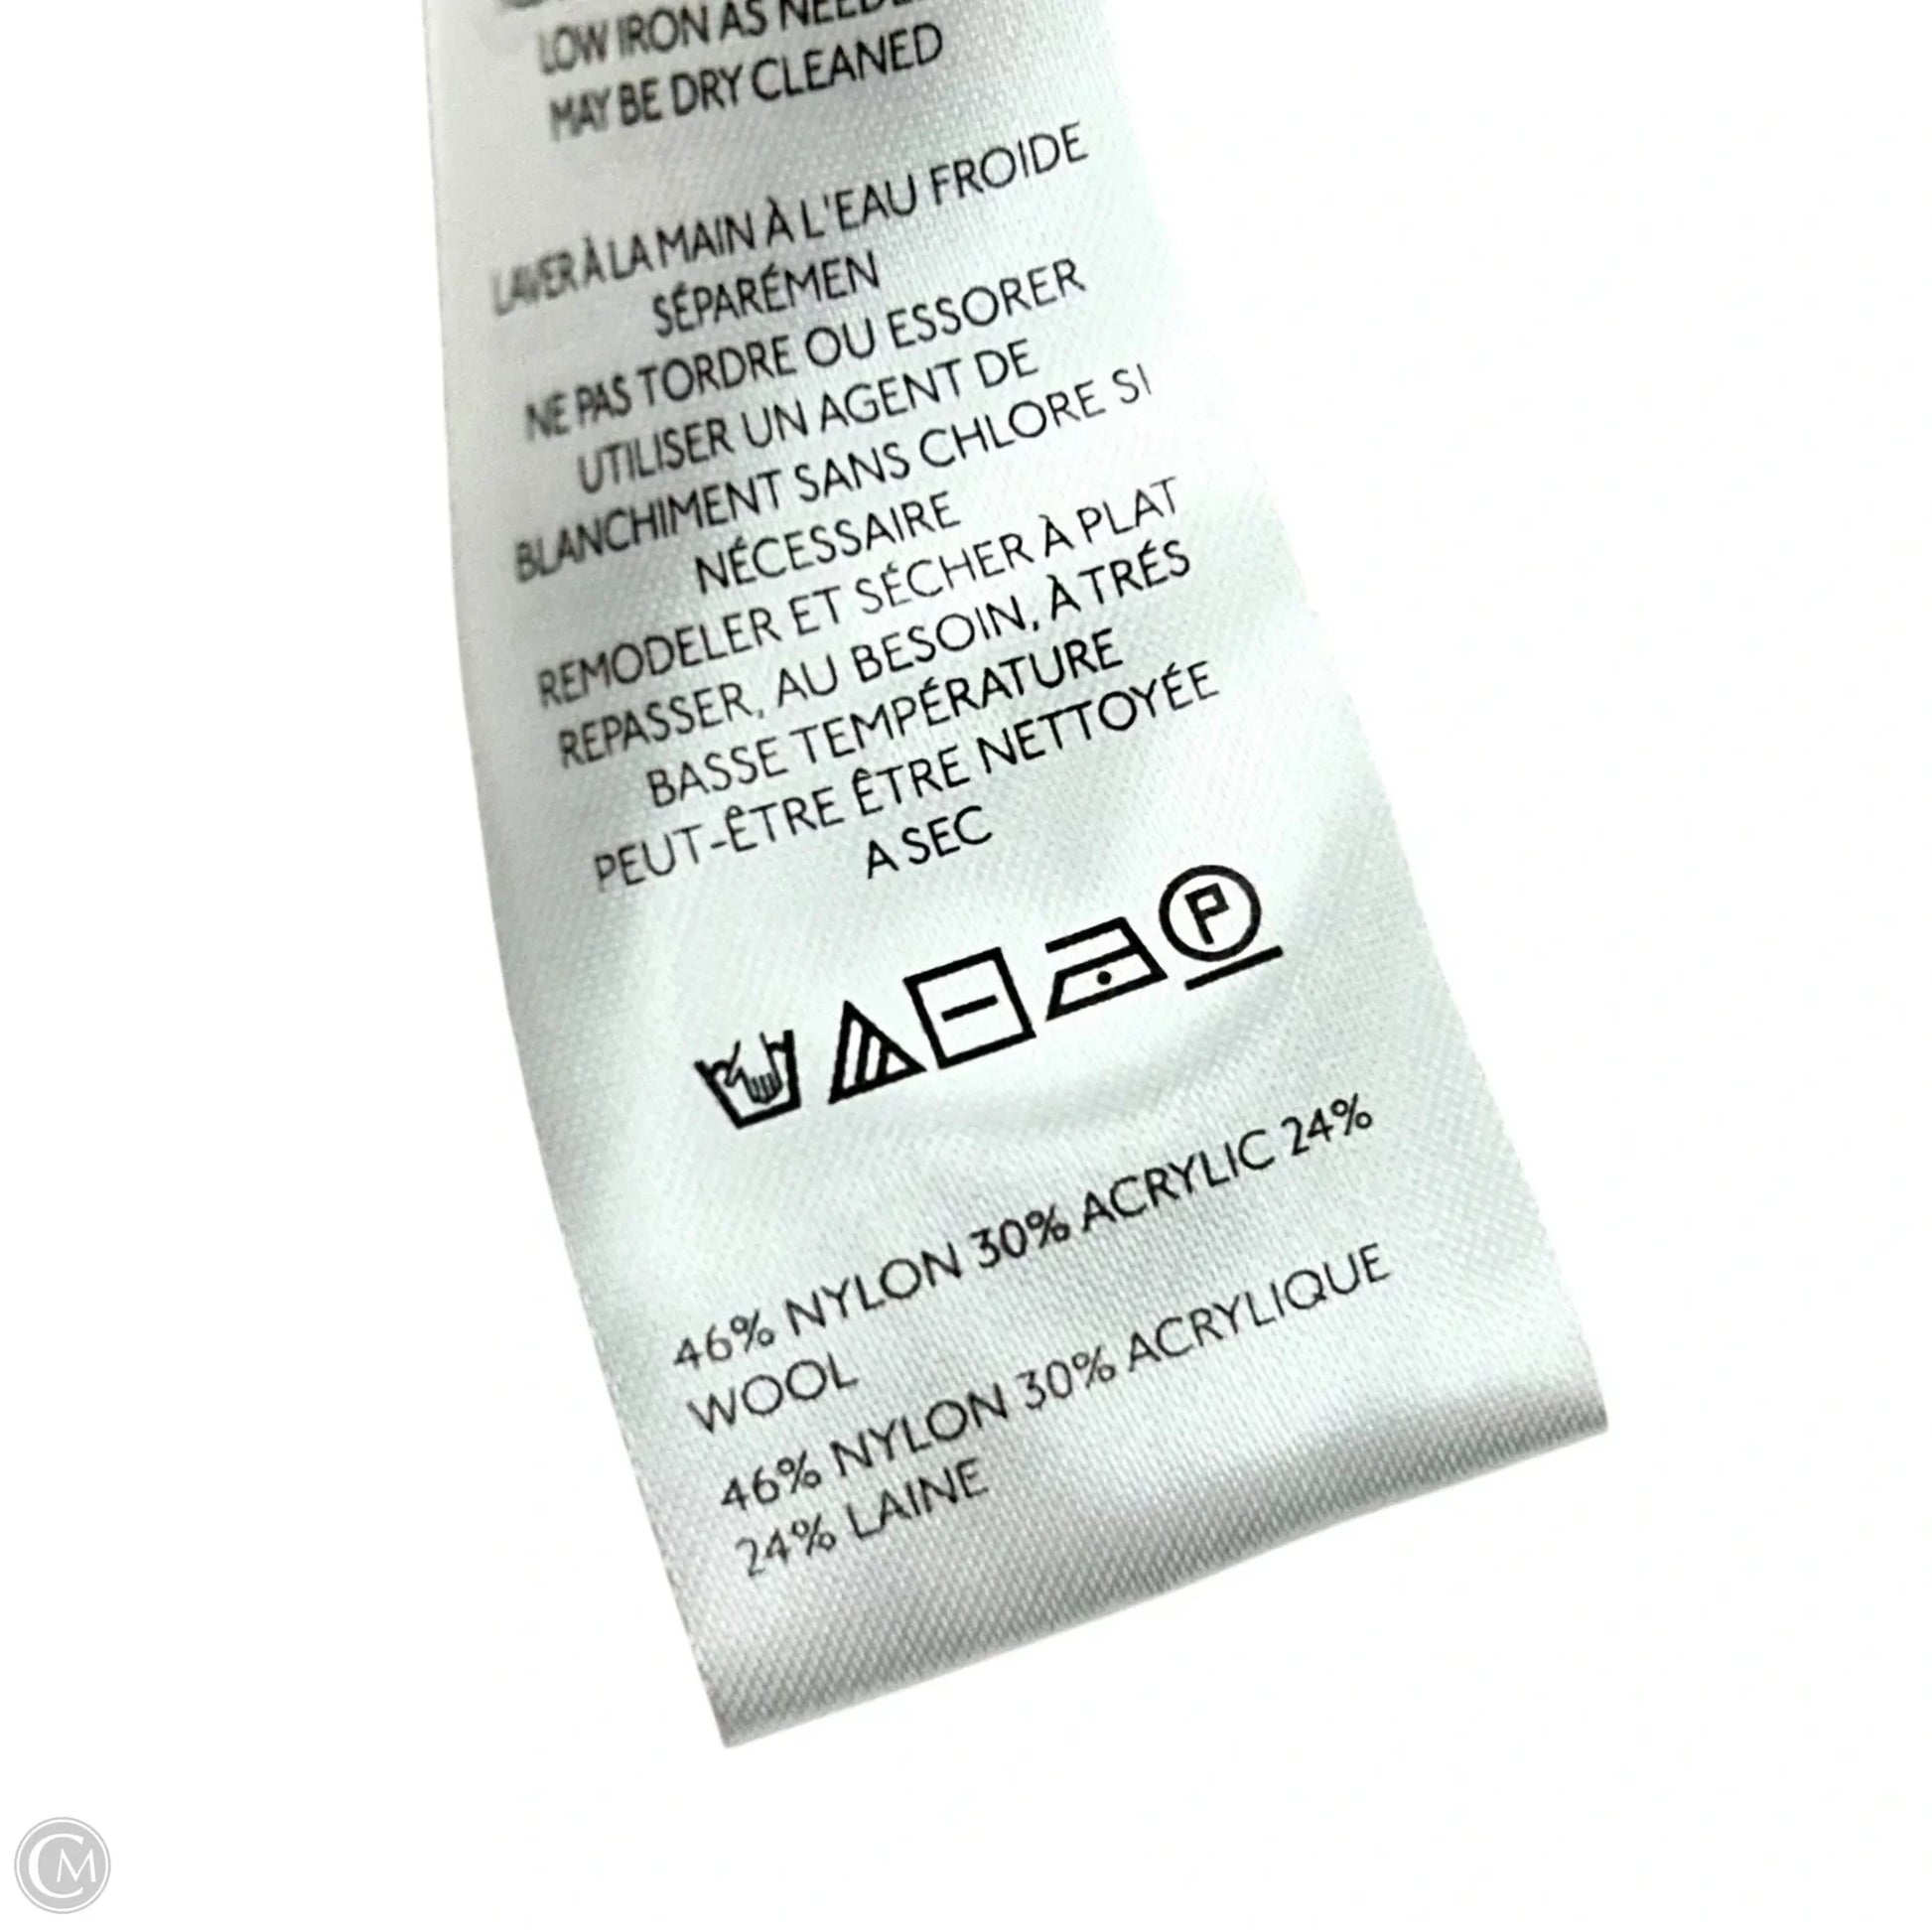 LOW IRON AS
MAY BE DRY CLEANED
LAVER À LA MAIN À L'EAU FROIDE
SÉPARÉMEN
NE PAS TORDRE OU ESSORER
UTILISER UN AGENT DE
BLANCHIMENT SANS CHLORE SI
NÉCESSAIRE
REMODELER ET SÉCHER À PLAT
REPASSER, AU BESOIN, À TRÉS
BASSE TEMPÉRATURE
PEUT-ÊTRE ÊTRE NETTOYÉE
A SEC
P
46% NYLON 30% ACRYLIC 24%
WOOL
46% NYLON 30% ACRYLIQUE
24% LAINE
CM